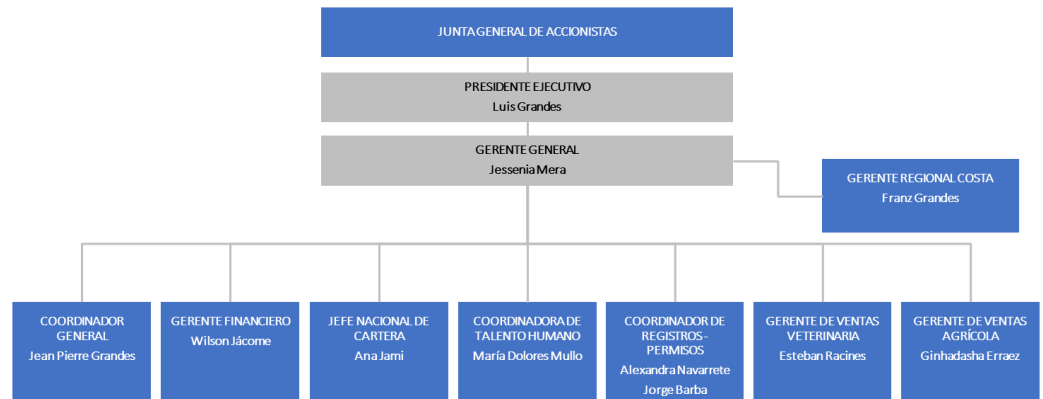 JUNTA GENERAL DE ACCIONISTAS
PRESIDENTE EJECUTIVO
Luis Grandes
GERENTE GENERAL
Jessenia Mera
GERENTE REGIONAL COSTA
Franz Grandes
COORDINADOR
GENERAL
Jean Pierre Grandes
GERENTE FINANCIERO
Wilson Jácome
JEFE NACIONAL DE
CARTERA
Ana Jami
COORDINADORA DE
TALENTO HUMANO
María Dolores Mullo
COORDINADOR DE
REGISTROS-
PERMISOS
Alexandra Navarrete
Jorge Barba
GERENTE DE VENTAS
VETERINARIA
Esteban Racines
GERENTE DE VENTAS
AGRÍCOLA
Ginhadasha Erraez